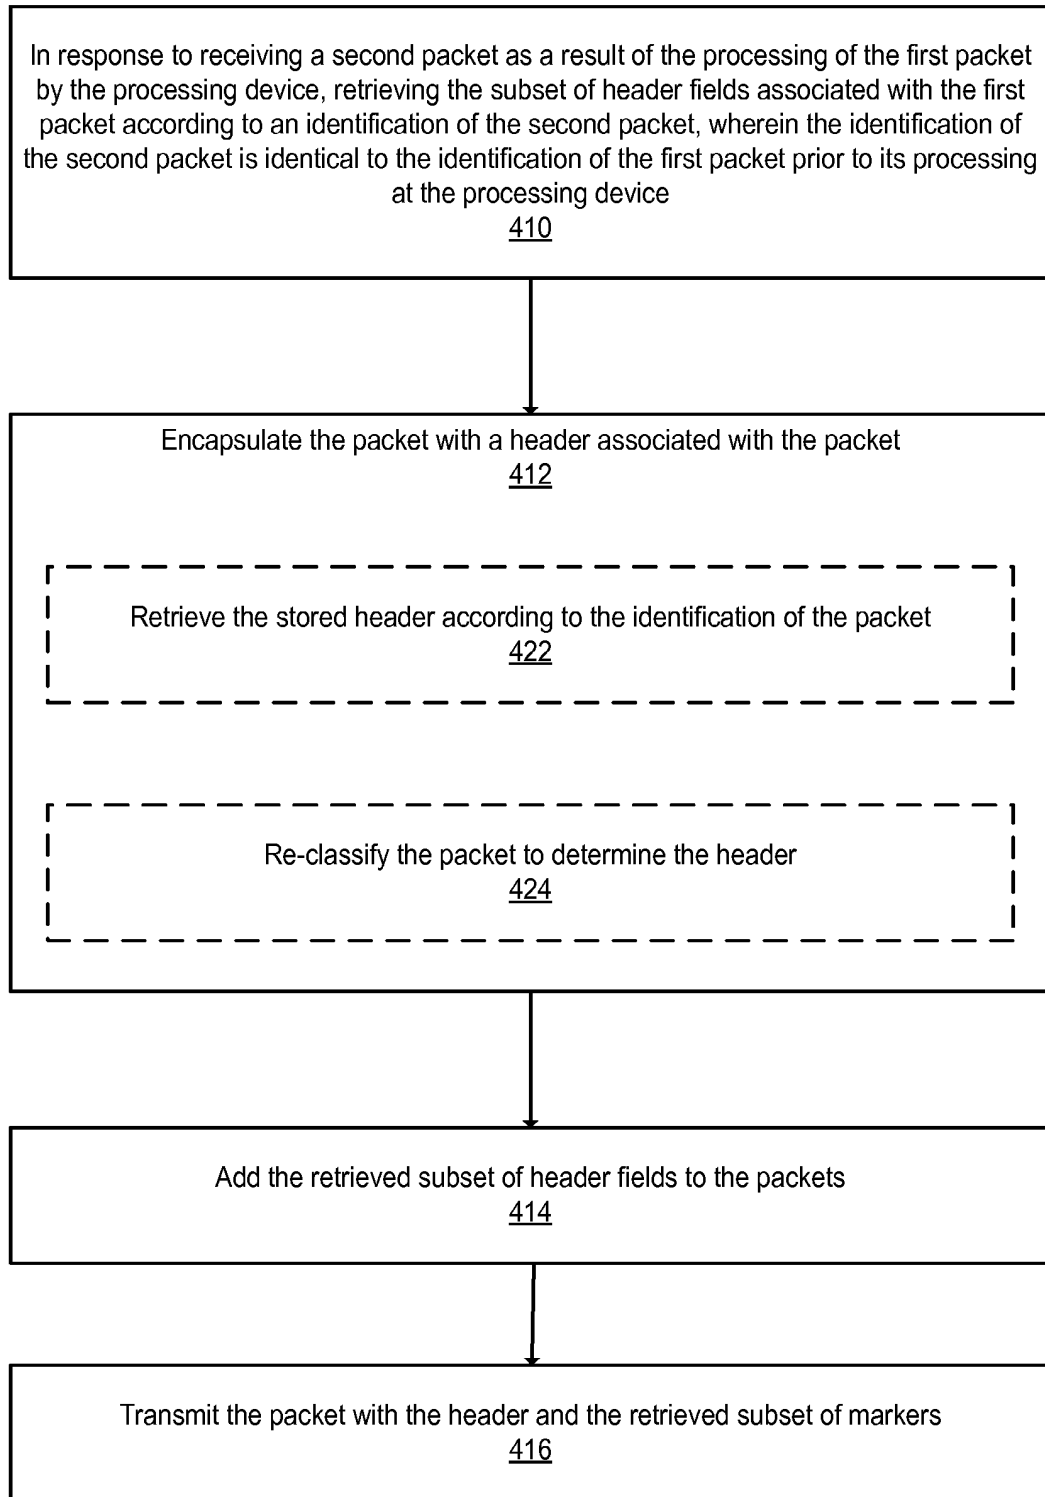 In response to receiving a second packet as a result of the processing of the first packet
by the processing device, retrieving the subset of header fields associated with the first
packet according to an identification of the second packet, wherein the identification of
the second packet is identical to the identification of the first packet prior to its processing
at the processing device
410
Encapsulate the packet with a header associated with the packet
412
Retrieve the stored header according to the identification of the packet
422
Re-classify the packet to determine the header
424
Add the retrieved subset of header fields to the packets
414
Transmit the packet with the header and the retrieved subset of markers
416